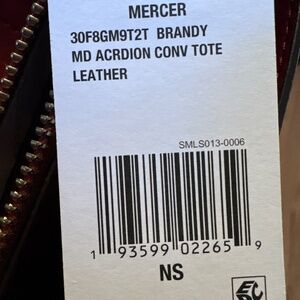 MERCER
30F8GM9T2T BRANDY
MD ACRDION CONV TOTE
LEATHER
SMLS013-0006
1 93599 02265 9
NS